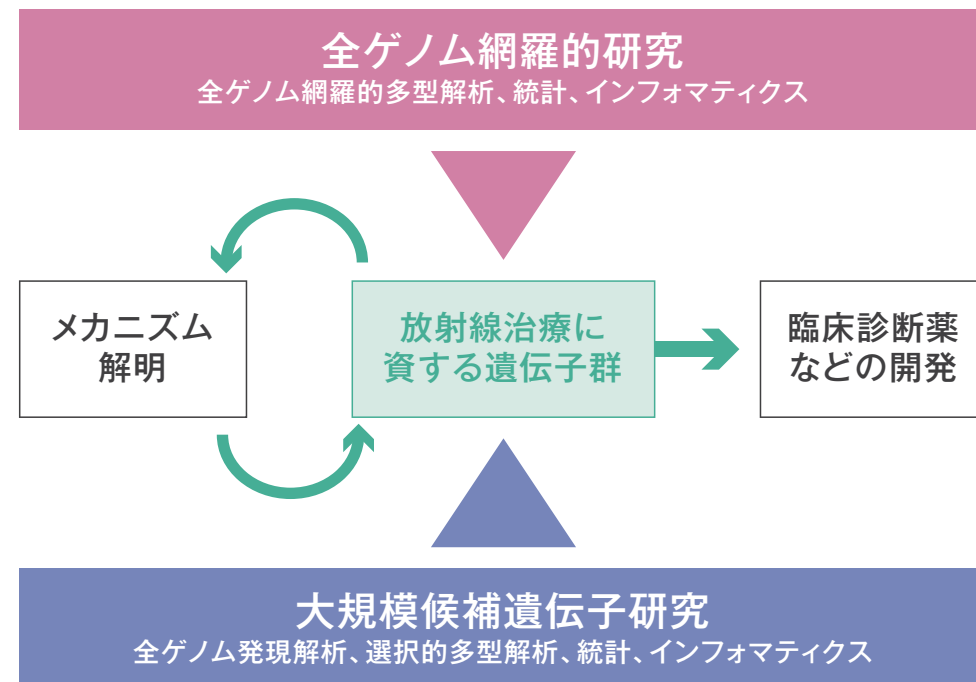 全ゲノム網羅的研究
全ゲノム網羅的多型解析、統計、インフォマティクス
メカニズム
解明
放射線治療に
資する遺伝子群
臨床診断薬
などの開発
大規模候補遺伝子研究
全ゲノム発現解析、選択的多型解析、統計、インフォマティクス